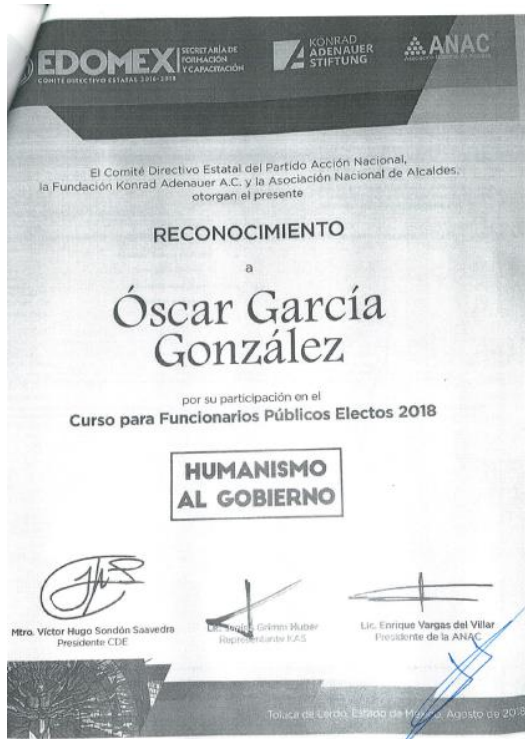 EDOMEX
SECRETARÍA DE
FORMACIÓN
Y CAPACITACIÓN
COMITÉ DIRECTIVO ESTATAL 2016-2018
KONRAD
ADENAUER
STIFTUNG
ANAC
El Comité Directivo Estatal del Partido Acción Nacional,
la Fundación Konrad Adenauer A.C. y la Asociación Nacional de Alcaldes,
otorgan el presente
RECONOCIMIENTO
a
Óscar García
González
por su participación en el
Curso para Funcionarios Públicos Electos 2018
HUMANISMO
AL GOBIERNO
Mtro. Víctor Hugo Sondón Saavedra
Presidente CDE
Lic. Grimm Huber
Representante KAS
Lic. Enrique Vargas del Villar
Presidente de la ANAC
Toluca de Lerdo, Estado de México, Agosto de 2018